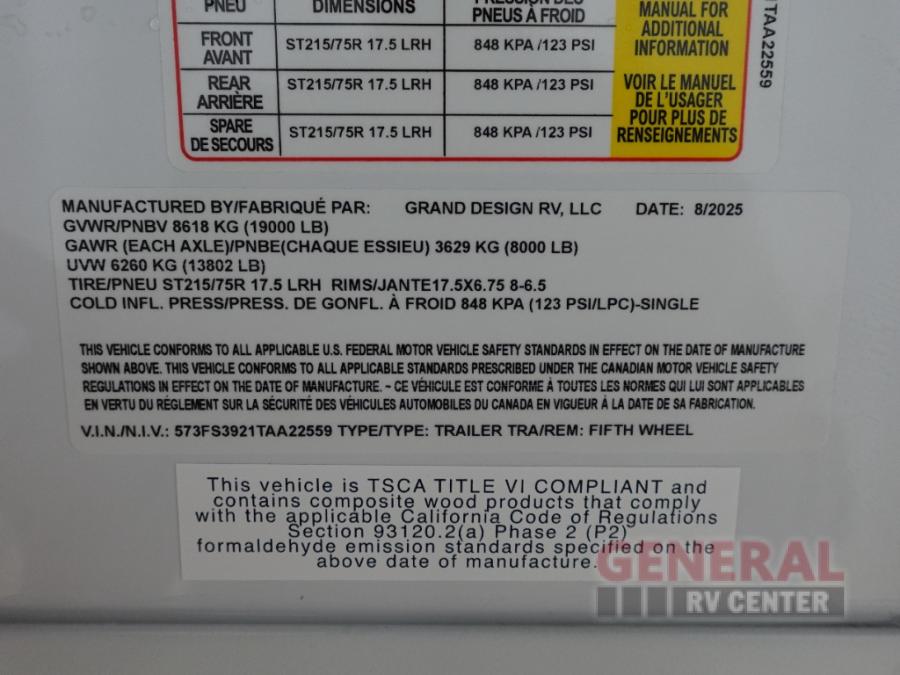 PNEU DIMENSIONS PRESSION DES
PNEUS À FROID
FRONT
AVANT
ST215/75R 17.5 LRH 848 KPA /123 PSI
REAR
ARRIÈRE
ST215/75R 17.5 LRH 848 KPA /123 PSI
SPARE
DE SECOURS
ST215/75R 17.5 LRH 848 KPA /123 PSI
MANUAL FOR
ADDITIONAL
INFORMATION
VOIR LE MANUEL
DE L'USAGER
POUR PLUS DE
RENSEIGNEMENTS
1TAA22559
MANUFACTURED BY/FABRIQUÉ PAR: GRAND DESIGN RV, LLC DATE: 8/2025
GVWR/PNBV 8618 KG (19000 LB)
GAWR (EACH AXLE)/PNBE(CHAQUE ESSIEU) 3629 KG (8000 LB)
UVW 6260 KG (13802 LB)
TIRE/PNEU ST215/75R 17.5 LRH RIMS/JANTE17.5X6.75 8-6.5
COLD INFL. PRESS/PRESS. DE GONFL. À FROID 848 KPA (123 PSI/LPC)-SINGLE
THIS VEHICLE CONFORMS TO ALL APPLICABLE U.S. FEDERAL MOTOR VEHICLE SAFETY STANDARDS IN EFFECT ON THE DATE OF MANUFACTURE
SHOWN ABOVE. THIS VEHICLE CONFORMS TO ALL APPLICABLE STANDARDS PRESCRIBED UNDER THE CANADIAN MOTOR VEHICLE SAFETY
REGULATIONS IN EFFECT ON THE DATE OF MANUFACTURE. - CE VÉHICULE EST CONFORME À TOUTES LES NORMES QUI LUI SONT APPLICABLES
EN VERTU DU RÉGLEMENT SUR LA SÉCURITÉ DES VÉHICULES AUTOMOBILES DU CANADA EN VIGUEUR À LA DATE DE SA FABRICATION.
V.I.N./N.I.V.: 573FS3921TAA22559 TYPE/TYPE: TRAILER TRA/REM: FIFTH WHEEL
This vehicle is TSCA TITLE VI COMPLIANT and
contains composite wood products that comply
with the applicable California Code of Regulations
Section 93120.2(a) Phase 2 (P2)
formaldehyde emission standards specified on the
above date of manufacture.
GENERAL
RV CENTER